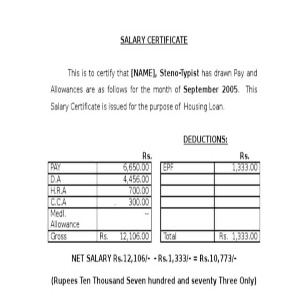 SALARY CERTIFICATE
This is to certify that [NAME], Steno-Typist has drawn Pay and
Allowances are as follows for the month of September 2005. This
Salary Certificate is issued for the purpose of Housing Loan.
DEDUCTIONS:
Rs. Rs.
PAY 6,650.00 EPF 1,333.00
D.A 4,456.00
H.R.A 700.00
C.C.A 300.00
Medl. --
Allowance
Gross Rs. 12,106.00 Total Rs. 1,333.00
NET SALARY Rs.12,106/- - Rs.1,333/- = Rs.10,773/-
(Rupees Ten Thousand Seven hundred and seventy Three Only)